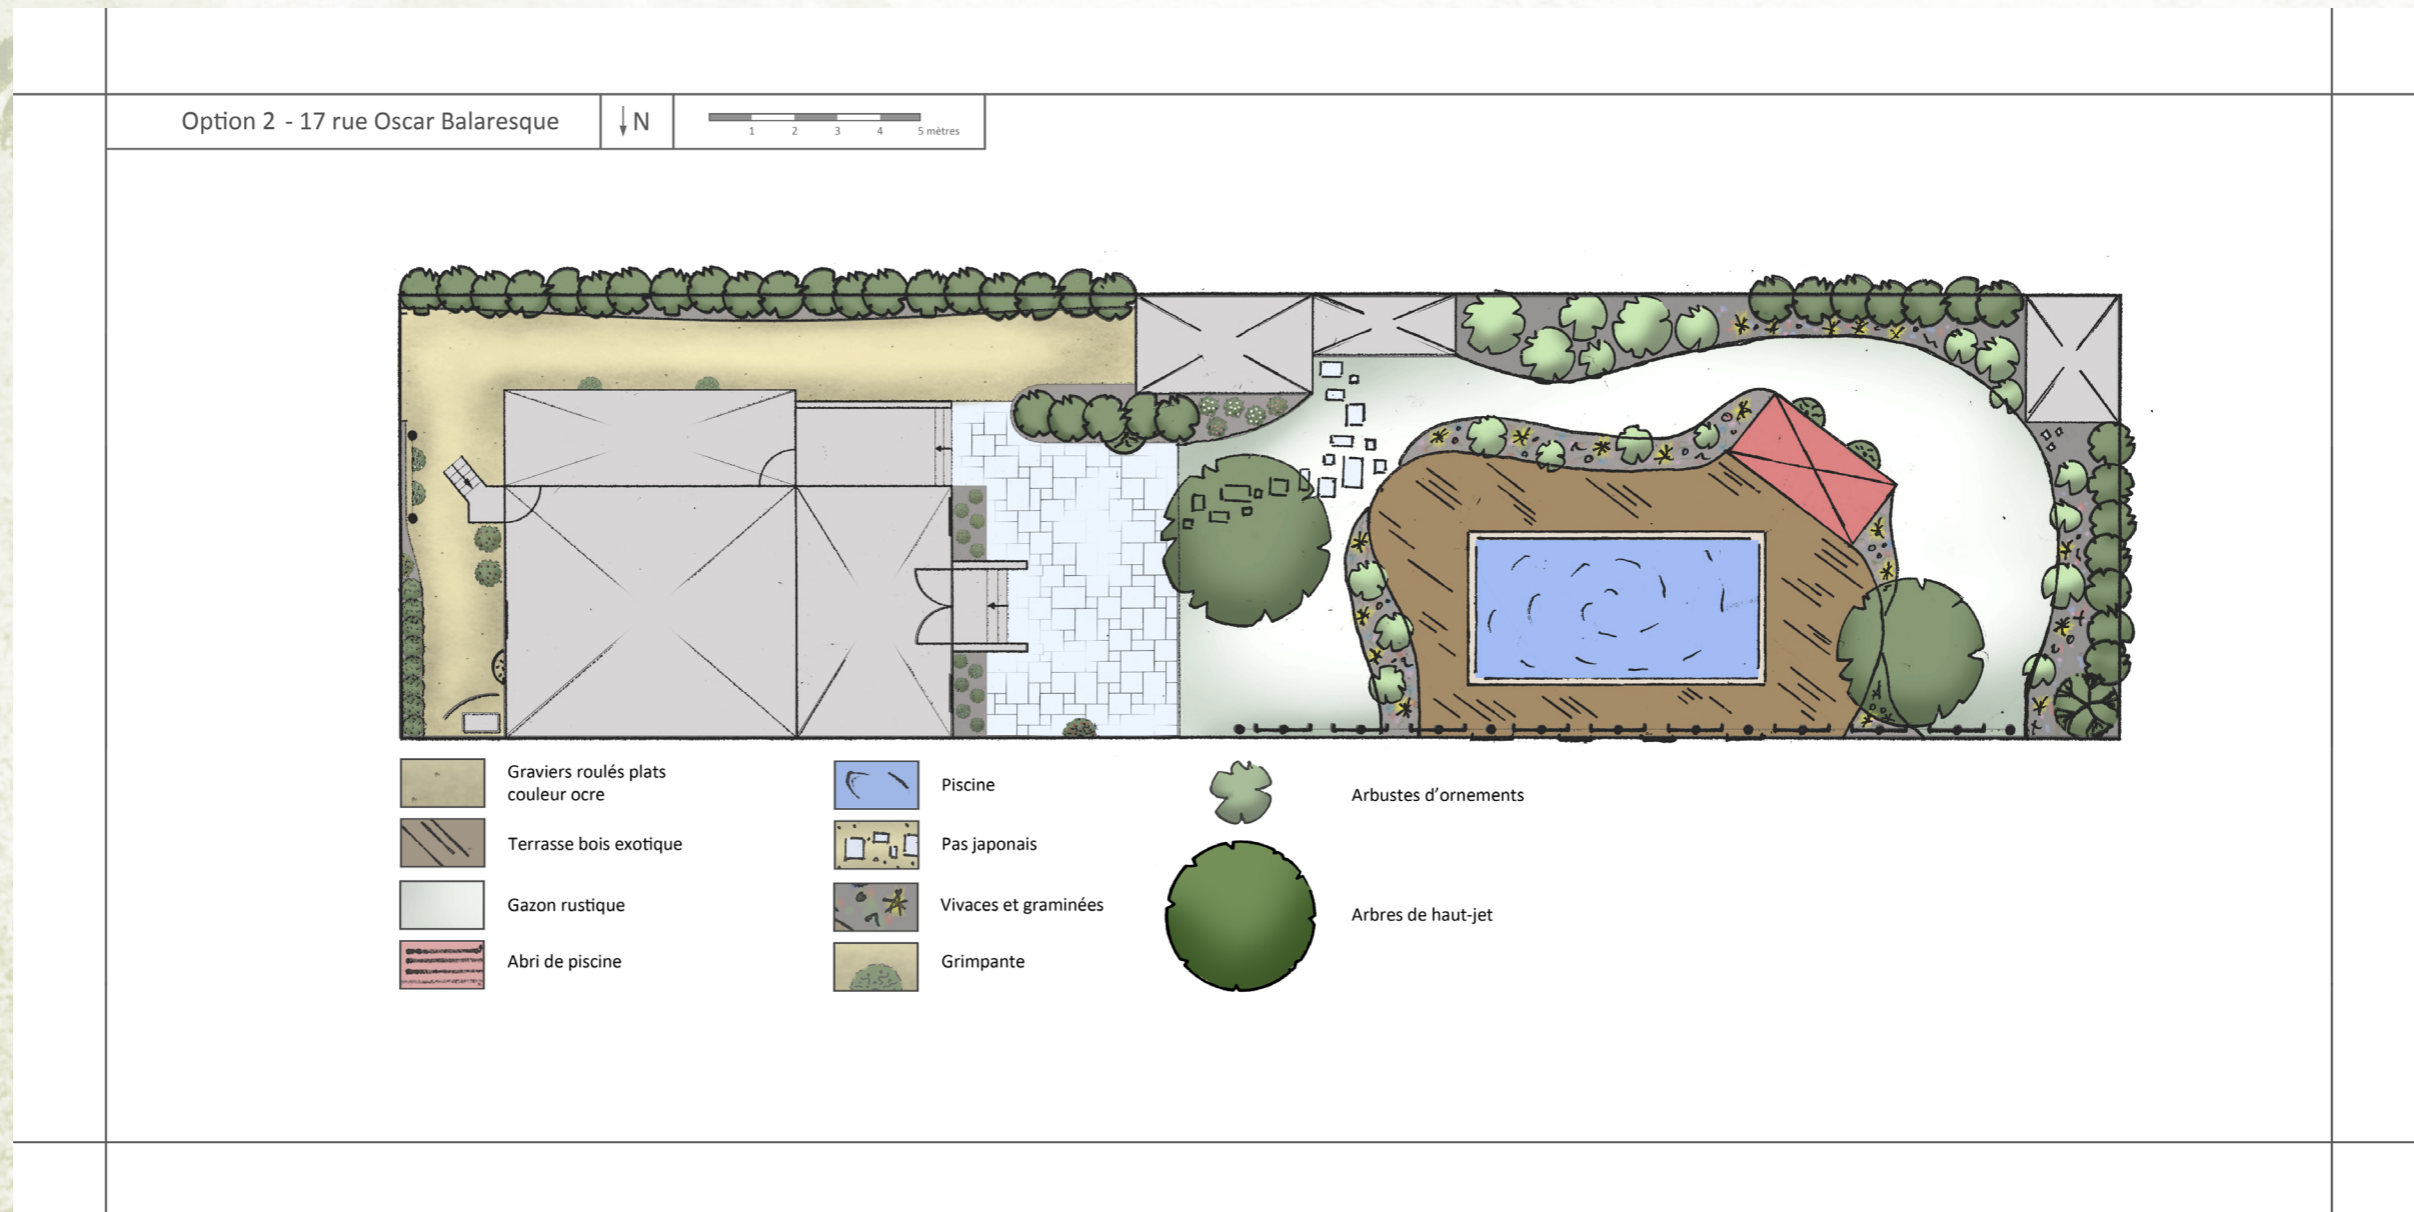 Option 2 - 17 rue Oscar Balaresque
N
1 2 3 4 5 mètres
Graviers roulés plats
couleur ocre
Terrasse bois exotique
Gazon rustique
Abri de piscine
Piscine
Pas japonais
Vivaces et graminées
Grimpante
Arbustes d’ornements
Arbres de haut-jet